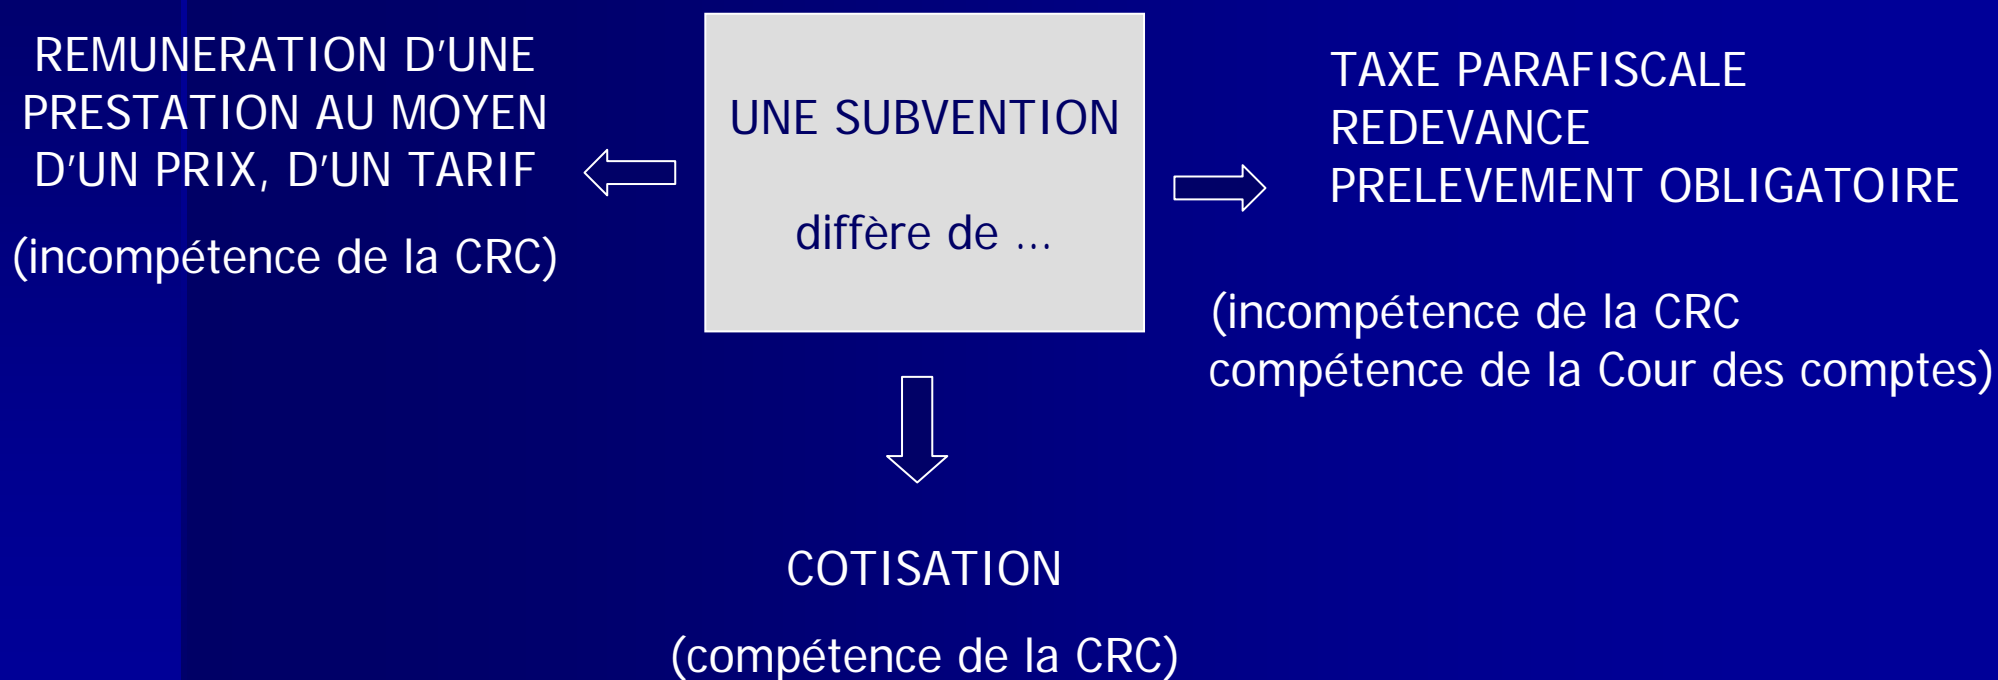 REMUNERATION D’UNE
PRESTATION AU MOYEN
D’UN PRIX, D’UN TARIF
(incompétence de la CRC)
UNE SUBVENTION
diffère de ...
TAXE PARAFISCALE
REDEVANCE
PRELEVEMENT OBLIGATOIRE
(incompétence de la CRC
compétence de la Cour des comptes)
COTISATION
(compétence de la CRC)